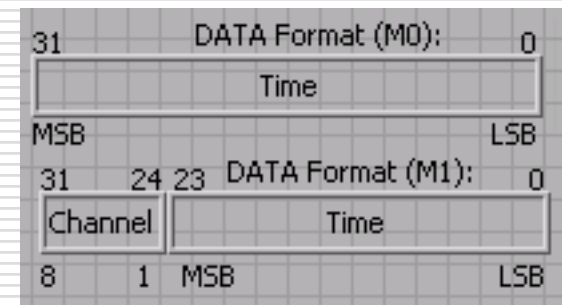 31 DATA Format (M0): 0
Time
MSB LSB
31 24 23 DATA Format (M1): 0
Channel Time
8 1 MSB LSB